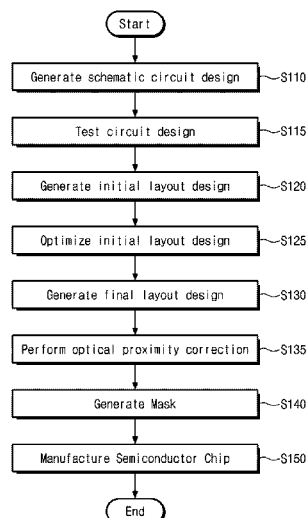 Start
Generate schematic circuit design S110
Test circuit design S115
Generate initial layout design S120
Optimize initial layout design S125
Generate final layout design S130
Perform optical proximity correction S135
Generate Mask S140
Manufacture Semiconductor Chip S150
End